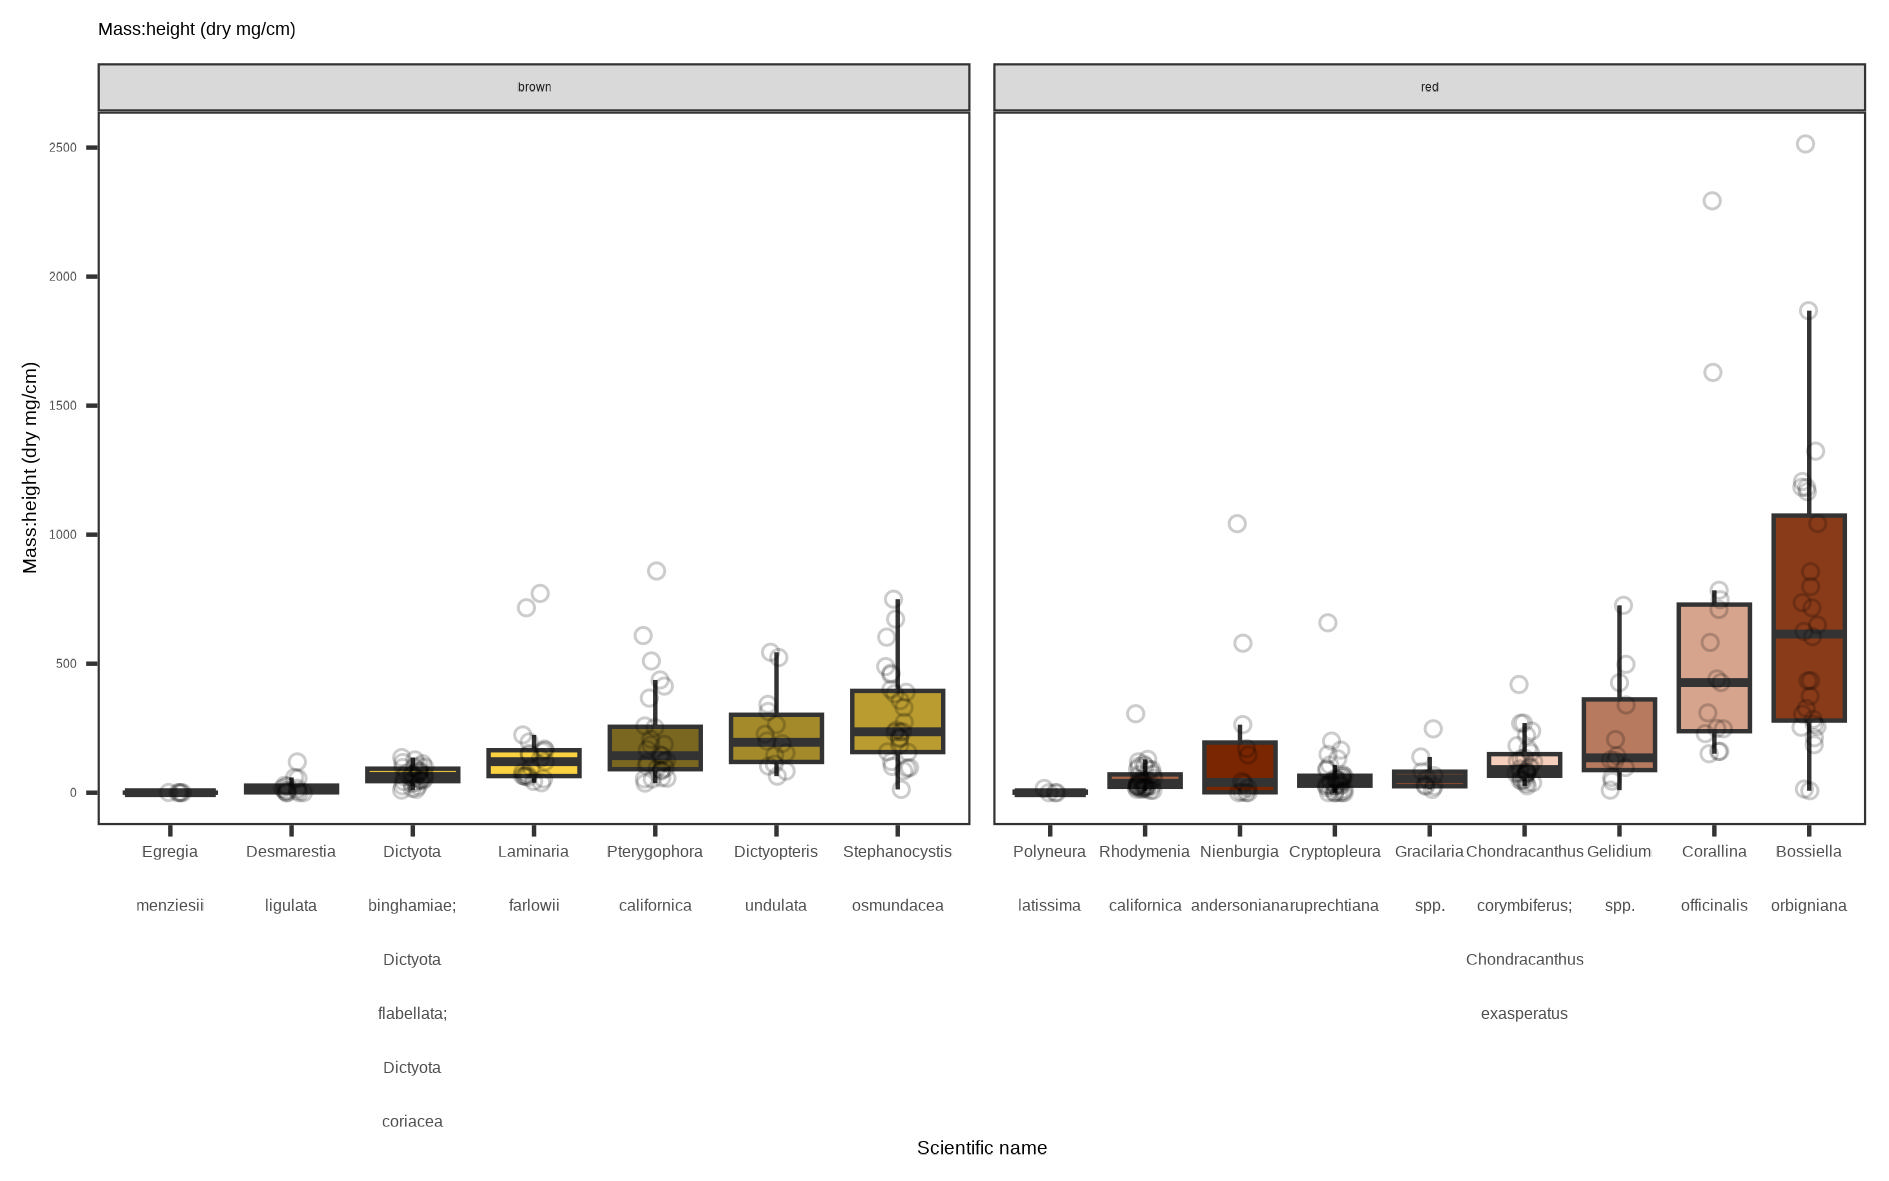 Mass:height (dry mg/cm)
brown
red
Mass:height (dry mg/cm)
2500
2000
1500
1000
500
0
Egregia Desmarestia Dictyota Laminaria Pterygophora Dictyopteris Stephanocystis Polyneura Rhodymenia Nienburgia Cryptopleura Gracilaria Chondracanthus Gelidium Corallina Bossiella
menziesii ligulata binghamiae; farlowii californica undulata osmundacea latissima californica andersoniana ruprechtiana spp. corymbiferus; spp. officinalis orbigniana
Dictyota Chondracanthus
flabellata; exasperatus
Dictyota
coriacea
Scientific name